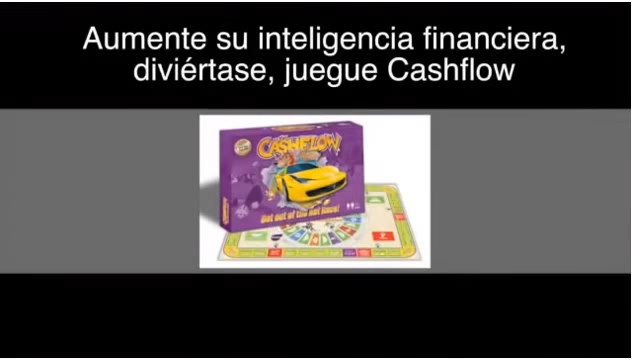 Aumente su inteligencia financiera,
diviértase, juegue Cashflow
CASHFLOW
Get out of the Rat Race!